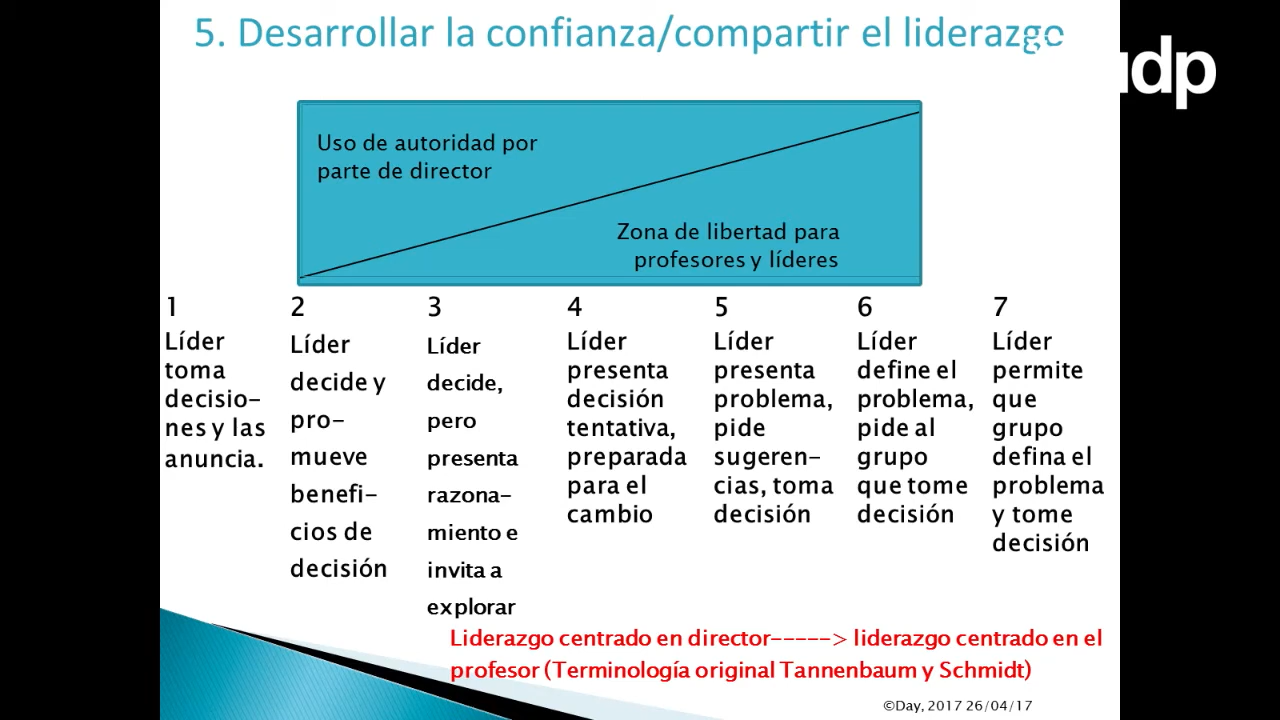 5. Desarrollar la confianza/compartir el liderazgo
udp
Uso de autoridad por
parte de director
Zona de libertad para
profesores y líderes
1
Líder
toma
decisio-
nes y las
anuncia.
2
Líder
decide y
pro-
mueve
benefi-
cios de
decisión
3
Líder
decide,
pero
presenta
razona-
miento e
invita a
explorar
4
Líder
presenta
decisión
tentativa,
preparada
para el
cambio
5
Líder
presenta
problema,
pide
sugeren-
cias, toma
decisión
6
Líder
define el
problema,
pide al
grupo
que tome
decisión
7
Líder
permite
que
grupo
defina el
problema
y tome
decisión
Liderazgo centrado en director-----> liderazgo centrado en el
profesor (Terminología original Tannenbaum y Schmidt)
©Day, 2017 26/04/17